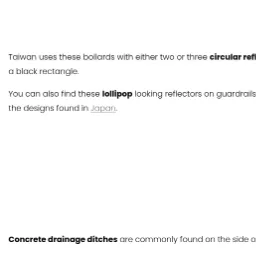 Taiwan uses these bollards with either two or three circular refl
a black rectangle.
You can also find these lollipop looking reflectors on guardrails
the designs found in Japan.
Concrete drainage ditches are commonly found on the side o